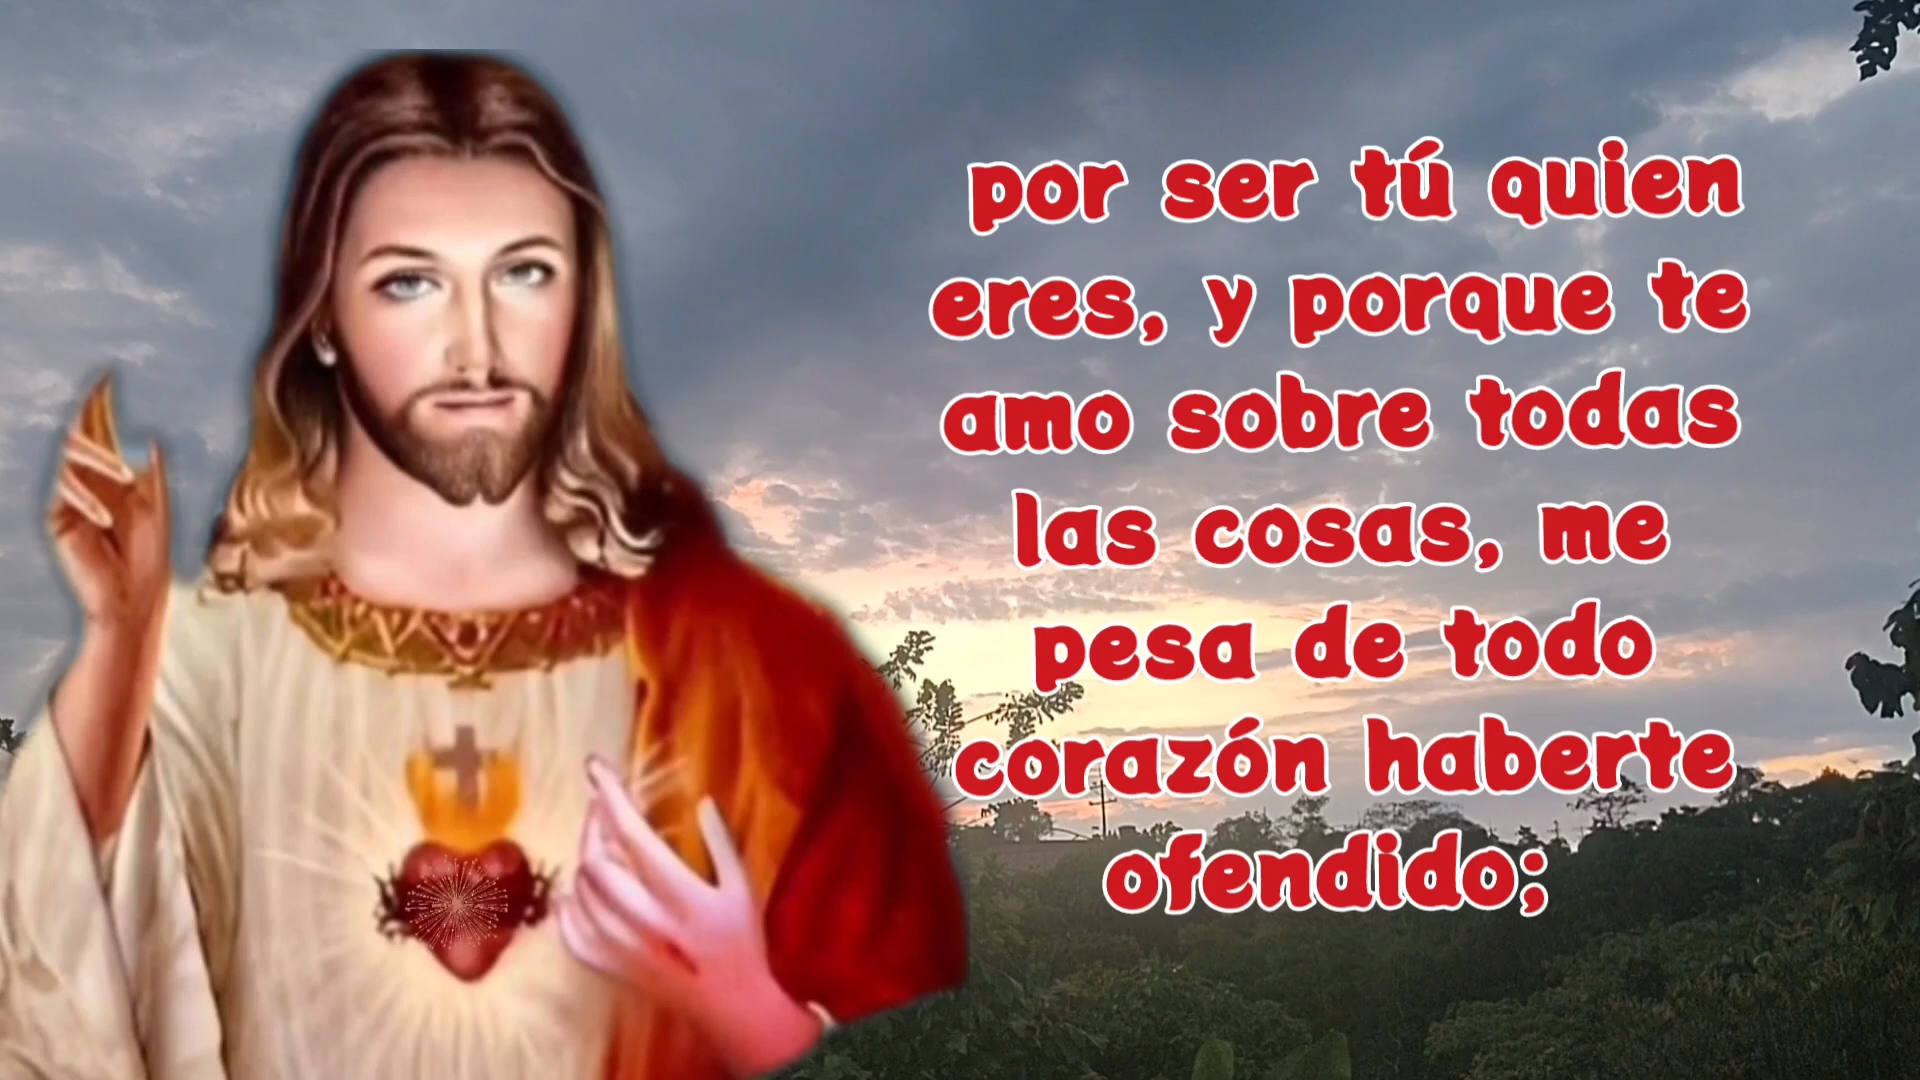 por ser tú quien
eres, y porque te
amo sobre todas
las cosas, me
pesa de todo
corazón haberte
ofendido;